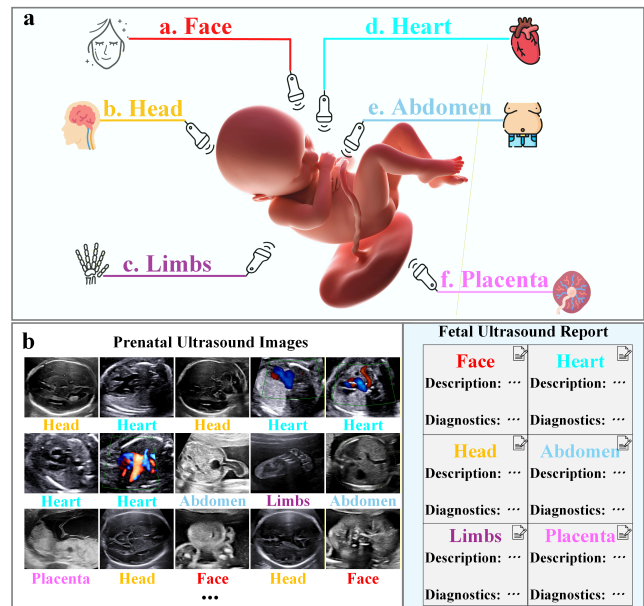 a
a. Face
d. Heart
b. Head
e. Abdomen
c. Limbs
f. Placenta
b
Prenatal Ultrasound Images
Head Heart Head Heart Heart
Heart Heart Abdomen Limbs Abdomen
Placenta Head Face Head Face
...
Fetal Ultrasound Report
Face Heart
Description: ... Description: ...
Diagnostics: ... Diagnostics: ...
Head Abdomen
Description: ... Description: ...
Diagnostics: ... Diagnostics: ...
Limbs Placenta
Description: ... Description: ...
Diagnostics: ... Diagnostics: ...